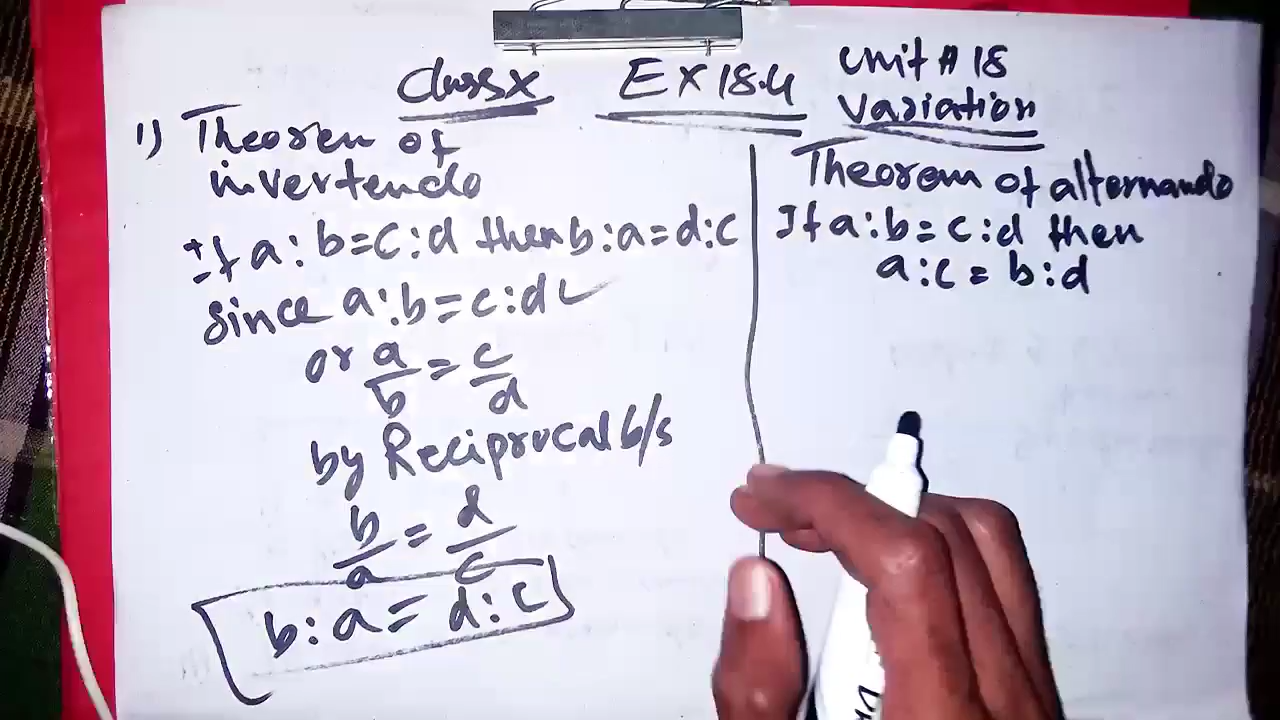 Class X Ex 18.4 Unit # 18
Variation
1) Theorem of
invertendo
If a : b = c : d then b : a = d : c
since a : b = c : d ✓
or a/b = c/d
by Reciprocal b/s
b/a = d/c
b : a = d : c
Theorem of alternando
If a : b = c : d then
a : c = b : d